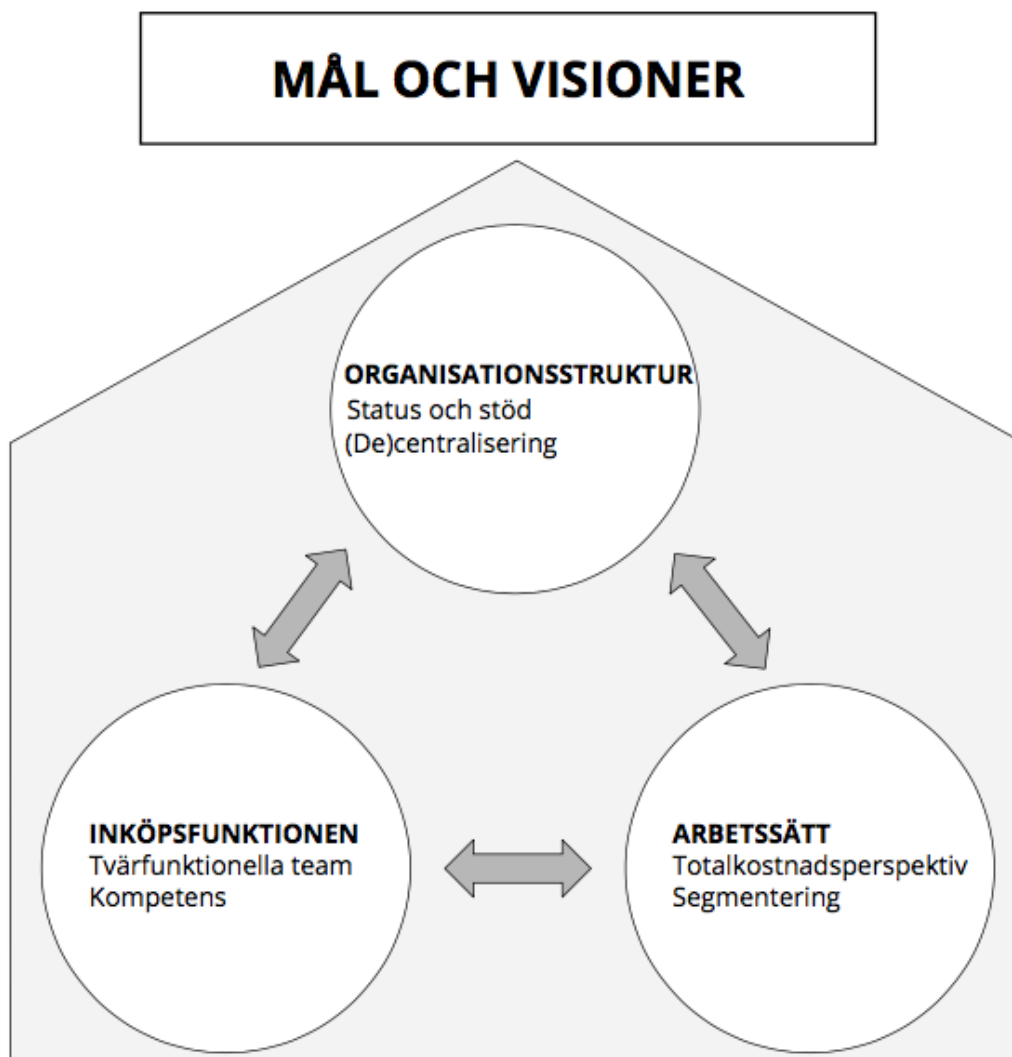 MÅL OCH VISIONER
ORGANISATIONSSTRUKTUR
Status och stöd
(De)centralisering
INKÖPSFUNKTIONEN
Tvärfunktionella team
Kompetens
ARBETSSÄTT
Totalkostnadsperspektiv
Segmentering